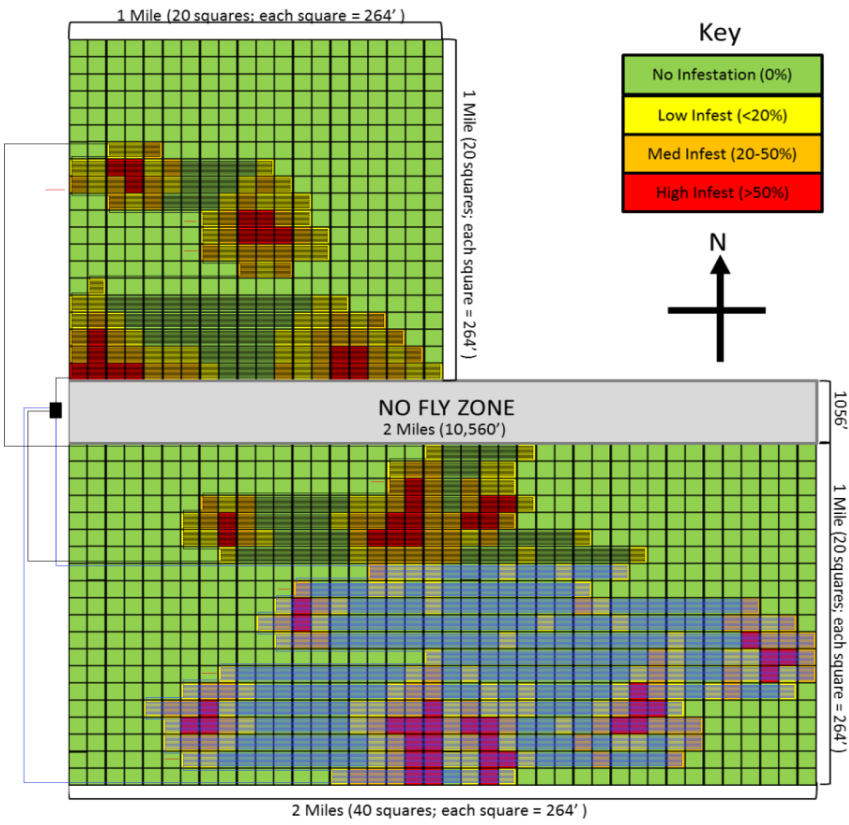 1 Mile (20 squares; each square = 264’ )
Key
No Infestation (0%)
Low Infest (<20%)
Med Infest (20-50%)
High Infest (>50%)
1 Mile (20 squares; each square = 264’ )
N
NO FLY ZONE
2 Miles (10,560’)
1056’
1 Mile (20 squares; each square = 264’ )
2 Miles (40 squares; each square = 264’ )